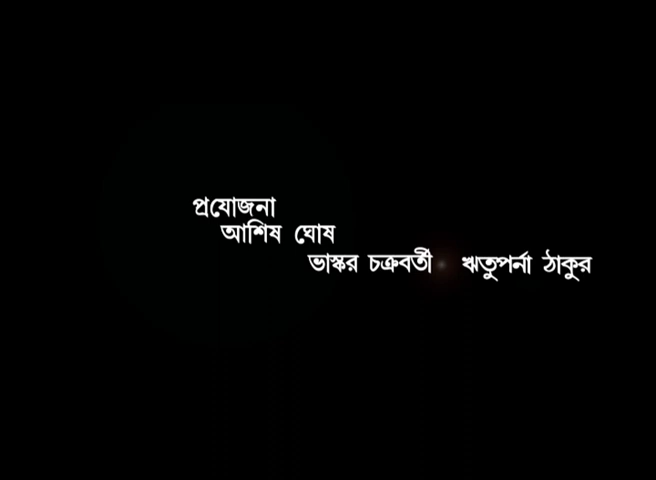 প্রযোজনা
আশিষ ঘোষ
ভাস্কর চক্রবর্তী ঋতুপর্না ঠাকুর